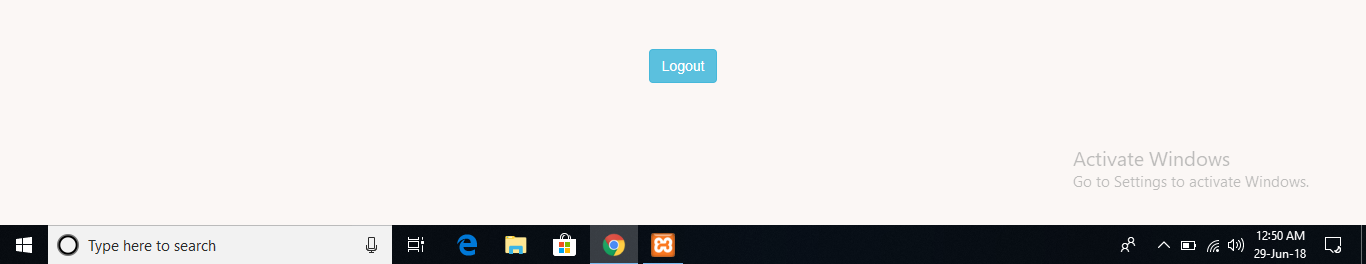 Logout
Activate Windows
Go to Settings to activate Windows.
Type here to search
12:50 AM
29-Jun-18